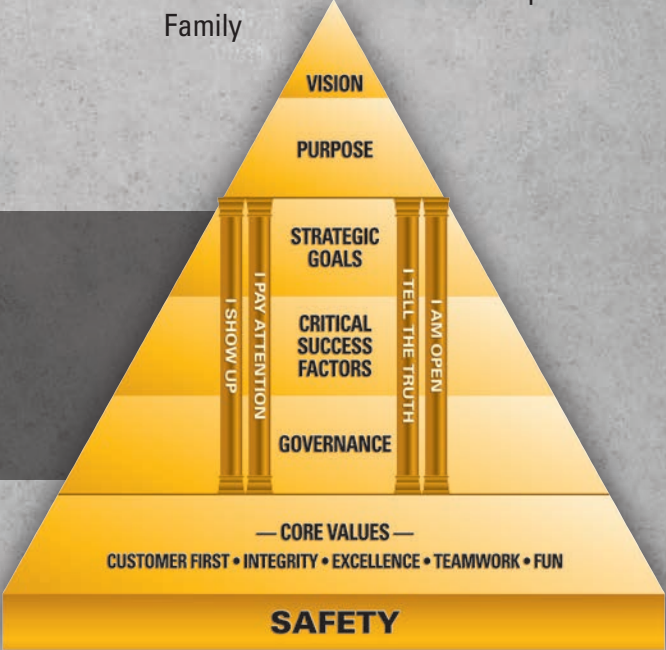 Family
VISION
PURPOSE
STRATEGIC
GOALS
CRITICAL
SUCCESS
FACTORS
GOVERNANCE
I SHOW UP
I PAY ATTENTION
I TELL THE TRUTH
I AM OPEN
— CORE VALUES —
CUSTOMER FIRST • INTEGRITY • EXCELLENCE • TEAMWORK • FUN
SAFETY